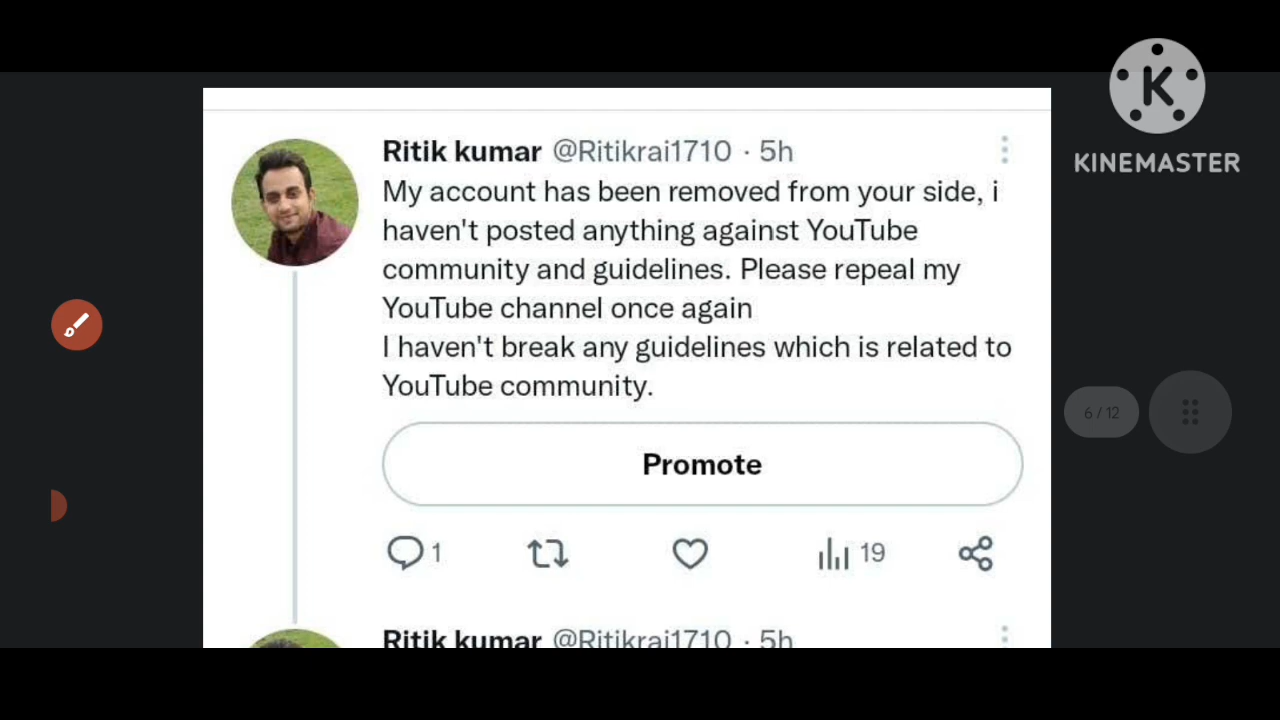 KINEMASTER
Ritik kumar @Ritikrai1710 · 5h
My account has been removed from your side, i
haven't posted anything against YouTube
community and guidelines. Please repeal my
YouTube channel once again
I haven't break any guidelines which is related to
YouTube community.
6 / 12
Promote
1
19
Ritik kumar @Ritikrai1710 · 5h